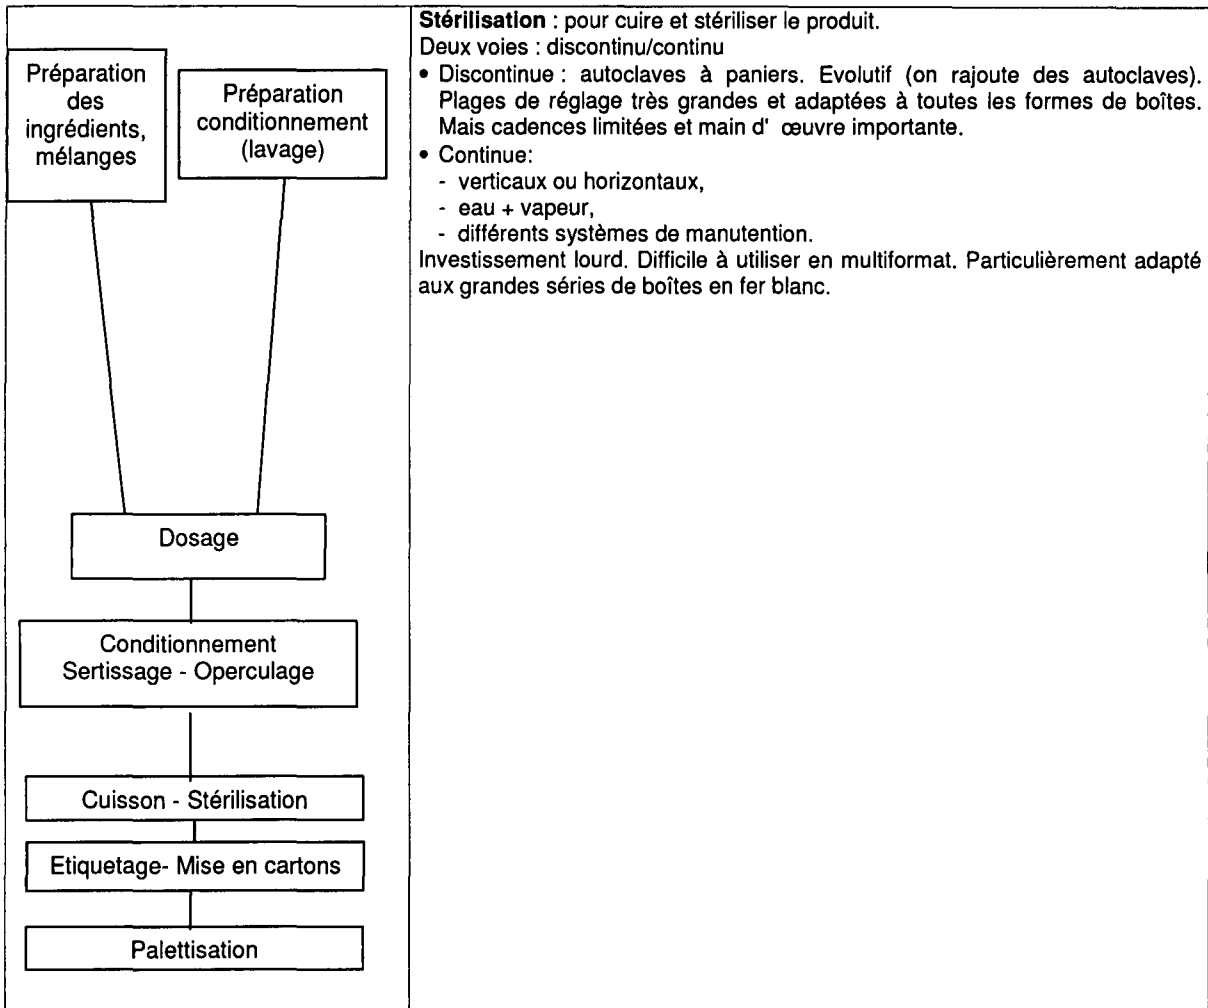 Préparation
des
ingrédients,
mélanges
Préparation
conditionnement
(lavage)
Dosage
Conditionnement
Sertissage - Operculage
Cuisson - Stérilisation
Etiquetage- Mise en cartons
Palettisation
Stérilisation : pour cuire et stériliser le produit.
Deux voies : discontinu/continu
• Discontinue : autoclaves à paniers. Evolutif (on rajoute des autoclaves).
Plages de réglage très grandes et adaptées à toutes les formes de boîtes.
Mais cadences limitées et main d' œuvre importante.
• Continue:
- verticaux ou horizontaux,
- eau + vapeur,
- différents systèmes de manutention.
Investissement lourd. Difficile à utiliser en multiformat. Particulièrement adapté
aux grandes séries de boîtes en fer blanc.